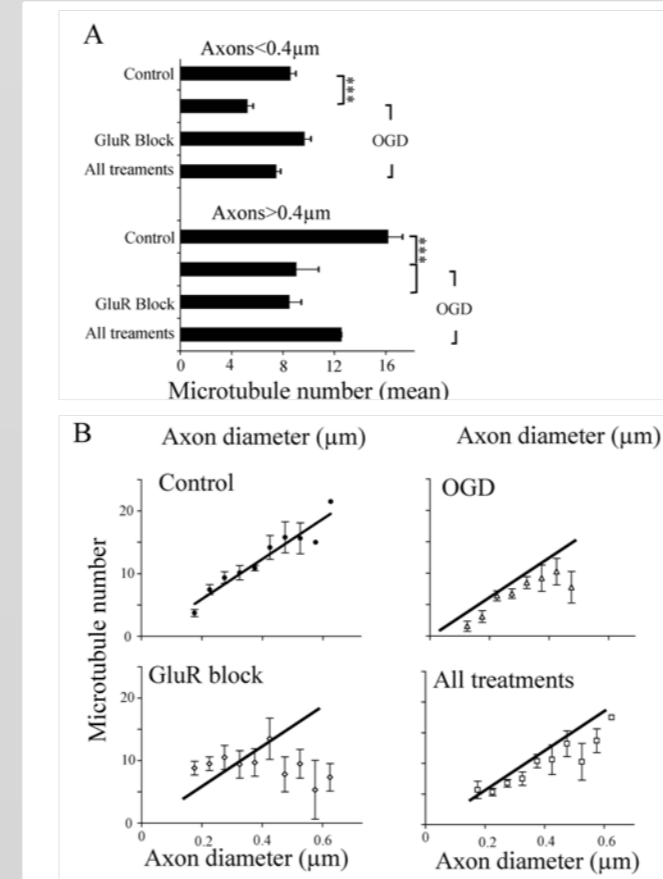 A
Axons<0.4µm
Control
***
GluR Block
OGD
All treaments
Axons>0.4µm
Control
***
GluR Block
OGD
All treaments
0 4 8 12 16
Microtubule number (mean)
B
Axon diameter (µm)
Axon diameter (µm)
Control
OGD
20
10
0
Microtubule number
GluR block
All treatments
20
10
0
0 0.2 0.4 0.6
0 0.2 0.4 0.6
Axon diameter (µm)
Axon diameter (µm)